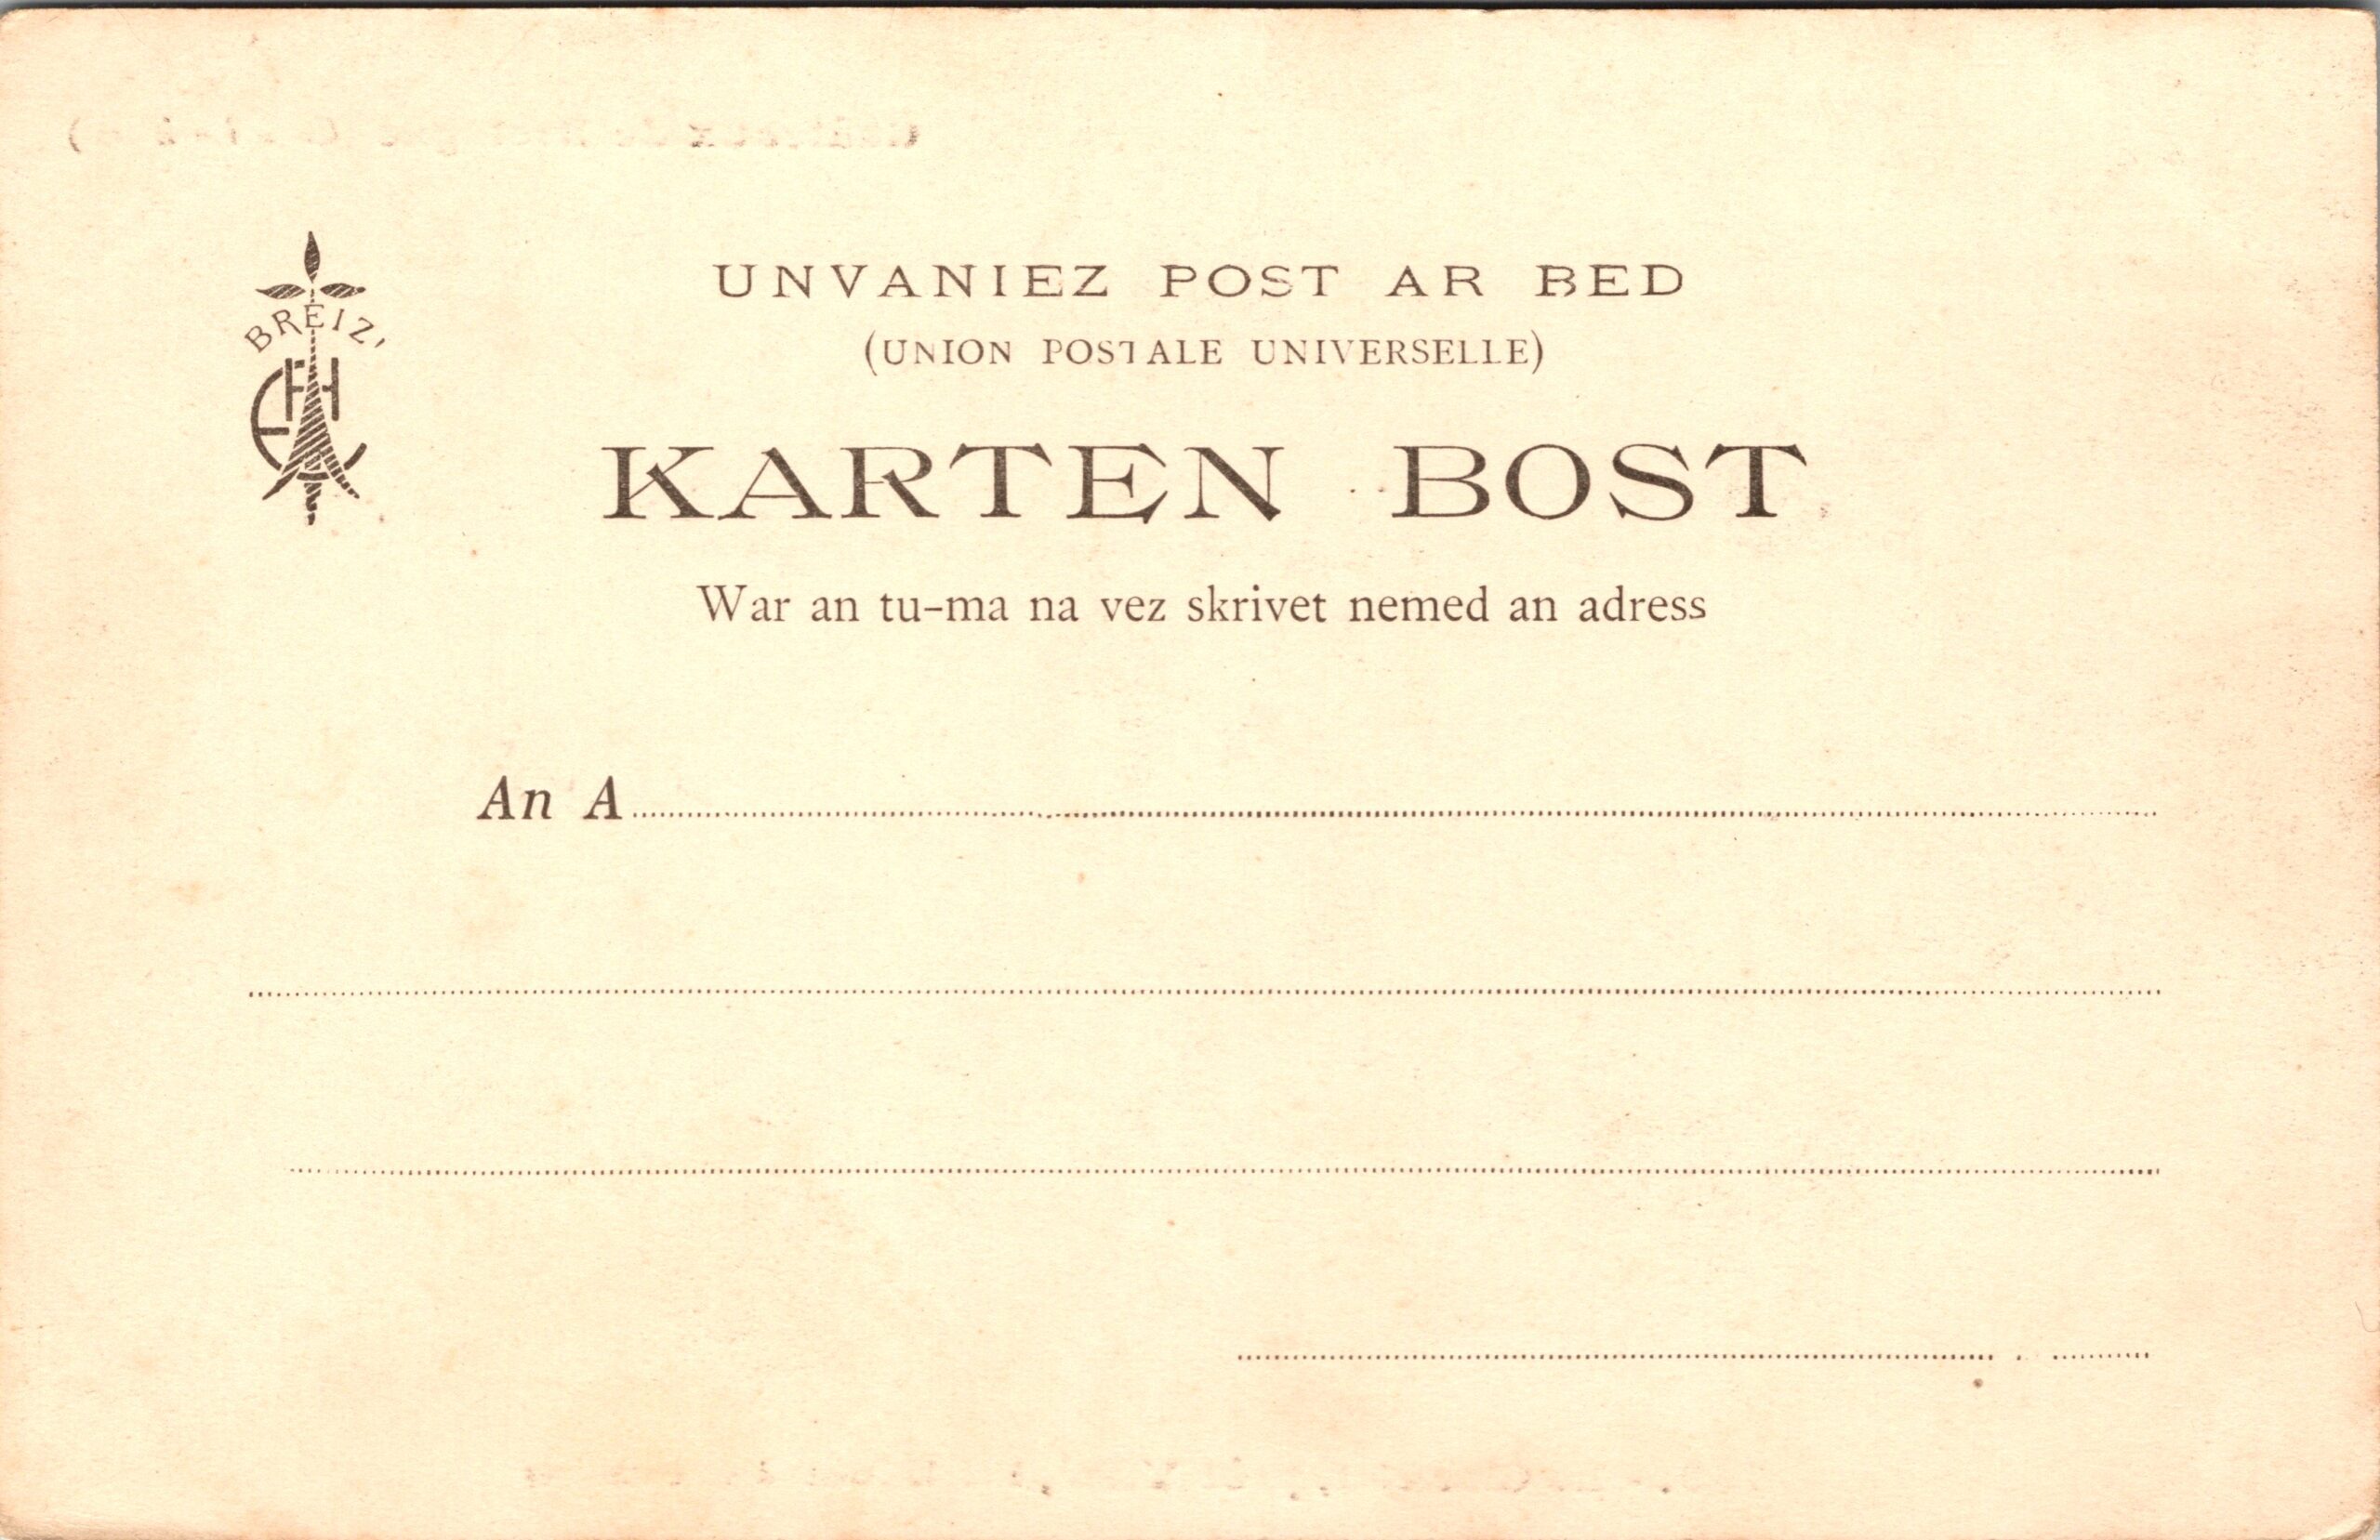 UNVANIEZ POST AR BED
(UNION POSTALE UNIVERSELLE)
BREIZ
KARTEN BOST
War an tu-ma na vez skrivet nemed an adress
An A